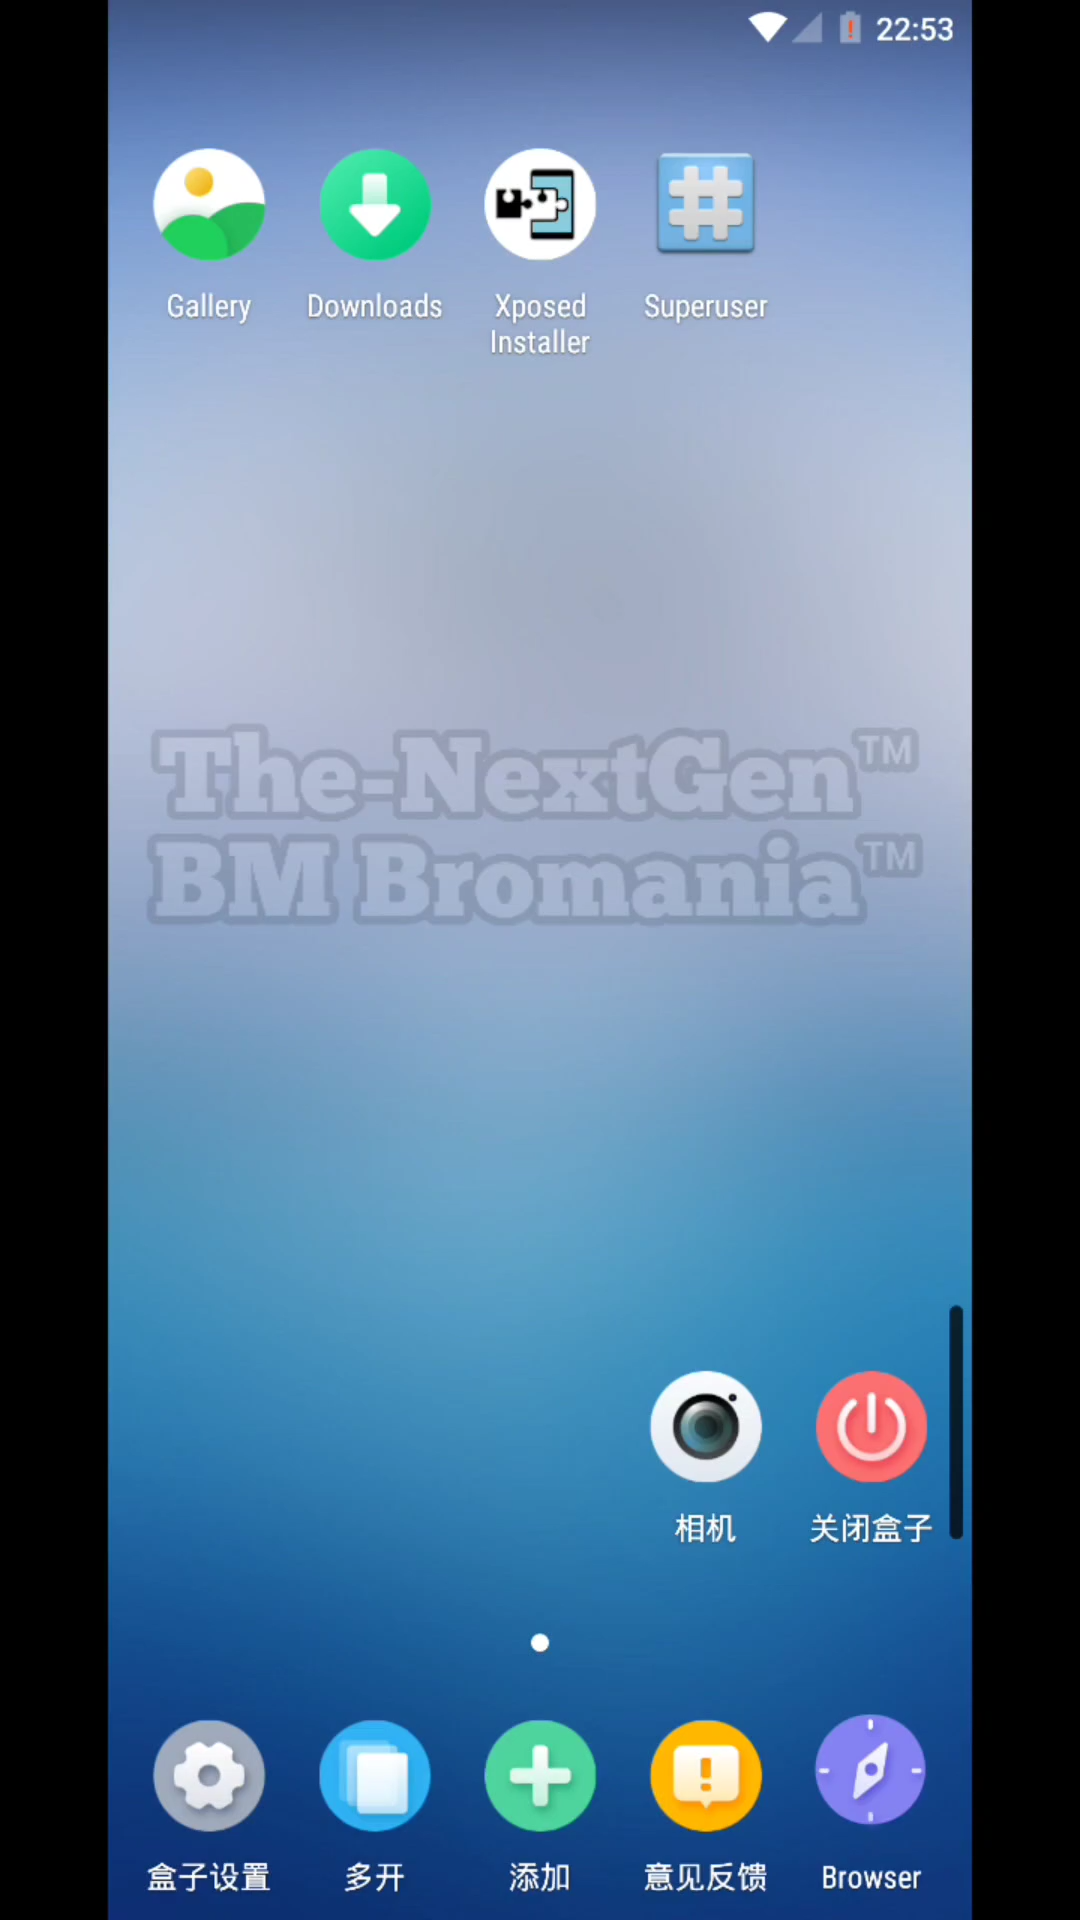 22:53
Gallery
Downloads
Xposed
Installer
Superuser
The-NextGen™
BM Bromania™
相机
关闭盒子
盒子设置
多开
添加
意见反馈
Browser